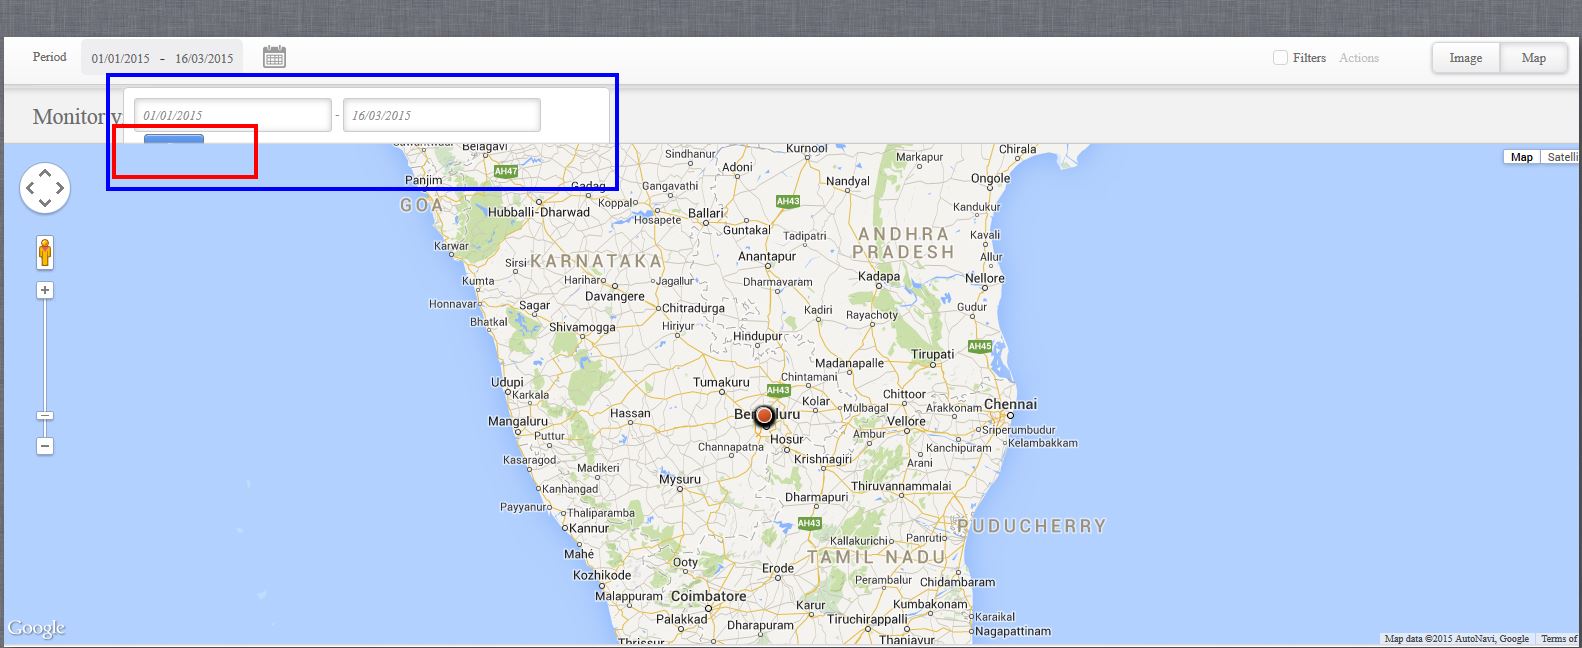 Period
01/01/2015 - 16/03/2015
Filters
Actions
Image
Map
Monitory
01/01/2015 - 16/03/2015
Belagavi
Kurnool
Chirala
Sindhanur
Markapur
Map
Satelli
AH47
Adoni
Panjim
Nandyal
Ongole
Gadag
Gangavathi
GOA
Koppal
AH43
Kandukur
Hubballi-Dharwad
Hosapete
Ballari
Guntakal
Tadipatri
ANDHRA
PRADESH
Kavali
Karwar
Sirsi
KARNATAKA
Anantapur
Allur
Kumta
Harihar
Jagallur
Dharmavaram
Kadapa
Nellore
Davangere
Honnavar
Sagar
Chitradurga
Kadiri
Rayachoty
Gudur
Bhatkal
Shivamogga
Hiriyur
Hindupur
AH45
Tirupati
Madanapalle
Udupi
Tumakuru
Chintamani
Karkala
AH43
Chittoor
Kolar
Mulbagal
Arakkonam
Chennai
Hassan
Mangaluru
Vellore
Sriperumbudur
Puttur
Channapatna
Hosur
Ambur
Kelambakkam
Kanchipuram
Kasaragod
Krishnagiri
Arani
Madikeri
Mysuru
Kanhangad
Thiruvannammalai
Dharmapuri
Payyanur
Thaliparamba
Kannur
AH43
PUDUCHERRY
Kallakurichi
Panruti
Mahé
TAMIL NADU
Ooty
Kozhikode
Erode
Perambalur
Chidambaram
Malappuram
Coimbatore
Karur
Kumbakonam
Palakkad
Tiruchirappalli
Karaikal
Dharapuram
Nagapattinam
Google
Thrissur
Thanjavur
Map data ©2015 AutoNavi, Google
Terms of